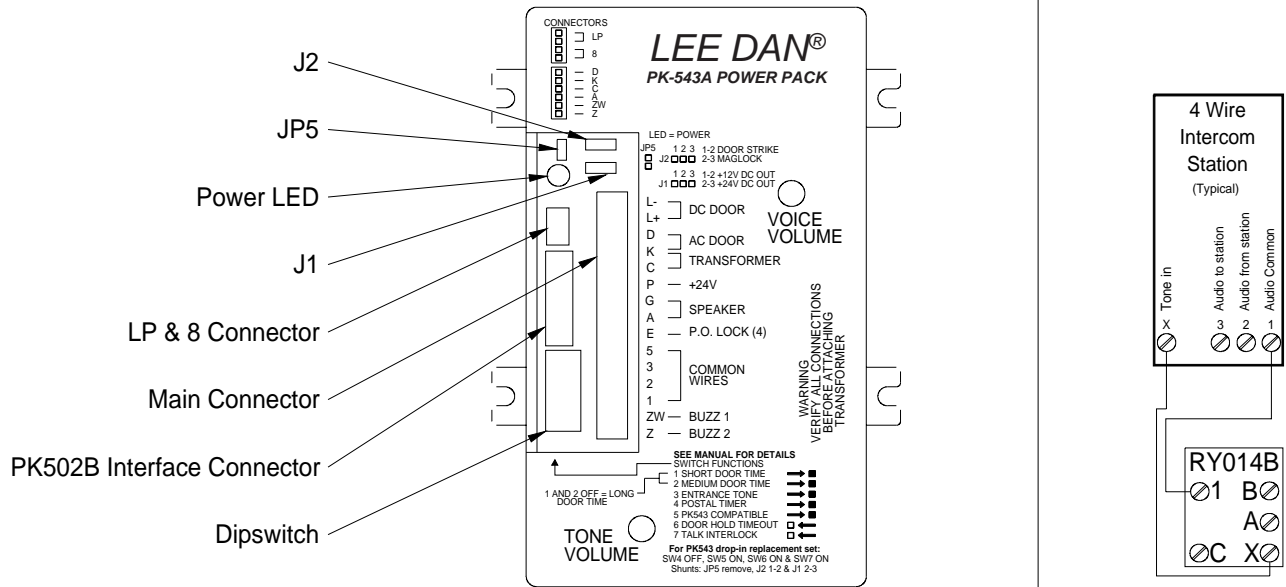 J2
JP5
Power LED
J1
LP & 8 Connector
Main Connector
PK502B Interface Connector
Dipswitch
CONNECTORS
LP
8
D
K
C
A
ZW
Z
LEE DAN®
PK-543A POWER PACK
LED = POWER
JP5
1 2 3
J2
1-2 DOOR STRIKE
2-3 MAGLOCK
1 2 3
J1
1-2 +12V DC OUT
2-3 +24V DC OUT
VOICE
VOLUME
L-
L+
DC DOOR
D
AC DOOR
K
TRANSFORMER
C
P +24V
G
SPEAKER
A
E P.O. LOCK (4)
5
3
COMMON
WIRES
2
1
ZW BUZZ 1
Z BUZZ 2
WARNING
VERIFY ALL CONNECTIONS
BEFORE ATTACHING
TRANSFORMER
SEE MANUAL FOR DETAILS
SWITCH FUNCTIONS
1 SHORT DOOR TIME
2 MEDIUM DOOR TIME
3 ENTRANCE TONE
4 POSTAL TIMER
5 PK543 COMPATIBLE
6 DOOR HOLD TIMEOUT
7 TALK INTERLOCK
1 AND 2 OFF = LONG
DOOR TIME
TONE
VOLUME
For PK543 drop-in replacement set:
SW4 OFF, SW5 ON, SW6 ON & SW7 ON
Shunts: JP5 remove, J2 1-2 & J1 2-3
4 Wire
Intercom
Station
(Typical)
Tone in
Audio to station
Audio from station
Audio Common
X 3 2 1
RY014B
1 B
A
C X